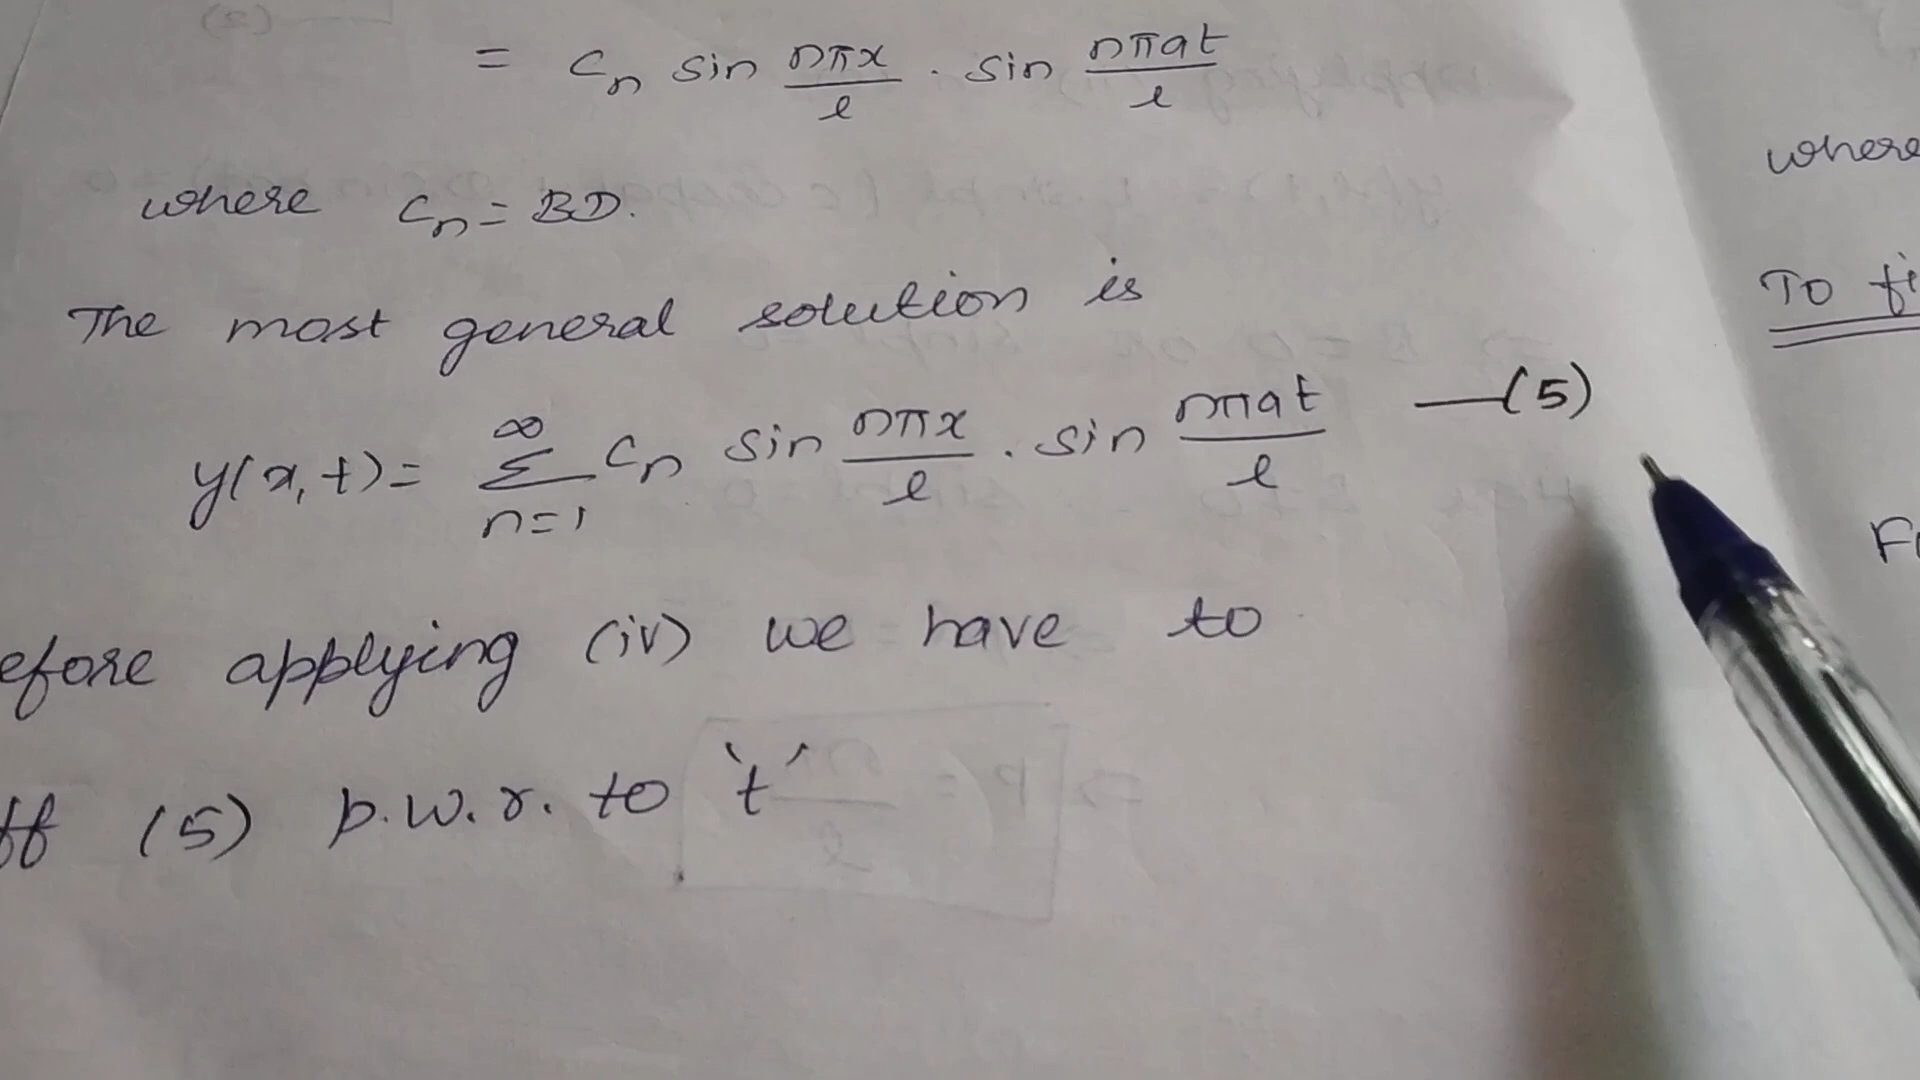 = Cn sin nπx/l . sin nπat/l
where Cn = BD.
The most general solution is
y(x,t) = ∞ Σ n=1 Cn sin nπx/l . sin nπat/l —(5)
efore applying (iv) we have to
ff (5) p.w.r. to 't'
where
To fi
F